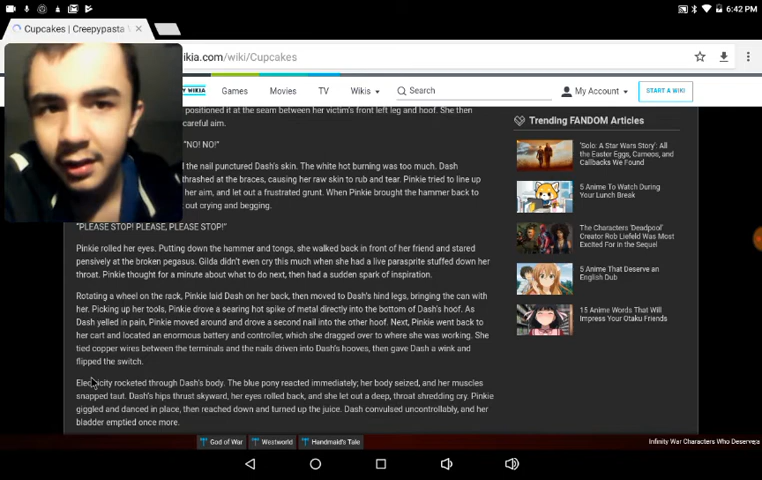 6:42 PM
Cupcakes | Creepypasta
ikia.com/wiki/Cupcakes
WIKIA Games Movies TV Wikis Search My Account START A WIKI
positioned it at the seam between her victim's front left leg and hoof. She then
careful aim.
"NO! NO!"
the nail punctured Dash's skin. The white hot burning was too much. Dash
thrashed at the braces, causing her raw skin to rub and tear. Pinkie tried to line up
her aim, and let out a frustrated grunt. When Pinkie brought the hammer back to
out crying and begging.
"PLEASE STOP! PLEASE, PLEASE STOP!"
Pinkie rolled her eyes. Putting down the hammer and tongs, she walked back in front of her friend and stared
pensively at the broken pegasus. Gilda didn't even cry this much when she had a live parasprite stuffed down her
throat. Pinkie thought for a minute about what to do next, then had a sudden spark of inspiration.
Rotating a wheel on the rack, Pinkie laid Dash on her back, then moved to Dash's hind legs, bringing the can with
her. Picking up her tools, Pinkie drove a searing hot spike of metal directly into the bottom of Dash's hoof. As
Dash yelled in pain, Pinkie moved around and drove a second nail into the other hoof. Next, Pinkie went back to
her cart and located an enormous battery and controller, which she dragged over to where she was working. She
tied copper wires between the terminals and the nails driven into Dash's hooves, then gave Dash a wink and
flipped the switch.
Electricity rocketed through Dash's body. The blue pony reacted immediately; her body seized, and her muscles
snapped taut. Dash's hips thrust skyward, her eyes rolled back, and she let out a deep, throat shredding cry. Pinkie
giggled and danced in place, then reached down and turned up the juice. Dash convulsed uncontrollably, and her
bladder emptied once more.
Trending FANDOM Articles
'Solo: A Star Wars Story': All
the Easter Eggs, Cameos, and
Callbacks We Found
5 Anime To Watch During
Your Lunch Break
The Characters 'Deadpool'
Creator Rob Liefeld Was Most
Excited For in the Sequel
5 Anime That Deserve an
English Dub
15 Anime Words That Will
Impress Your Otaku Friends
God of War Westworld Handmaid's Tale Infinity War Characters Who Deserve